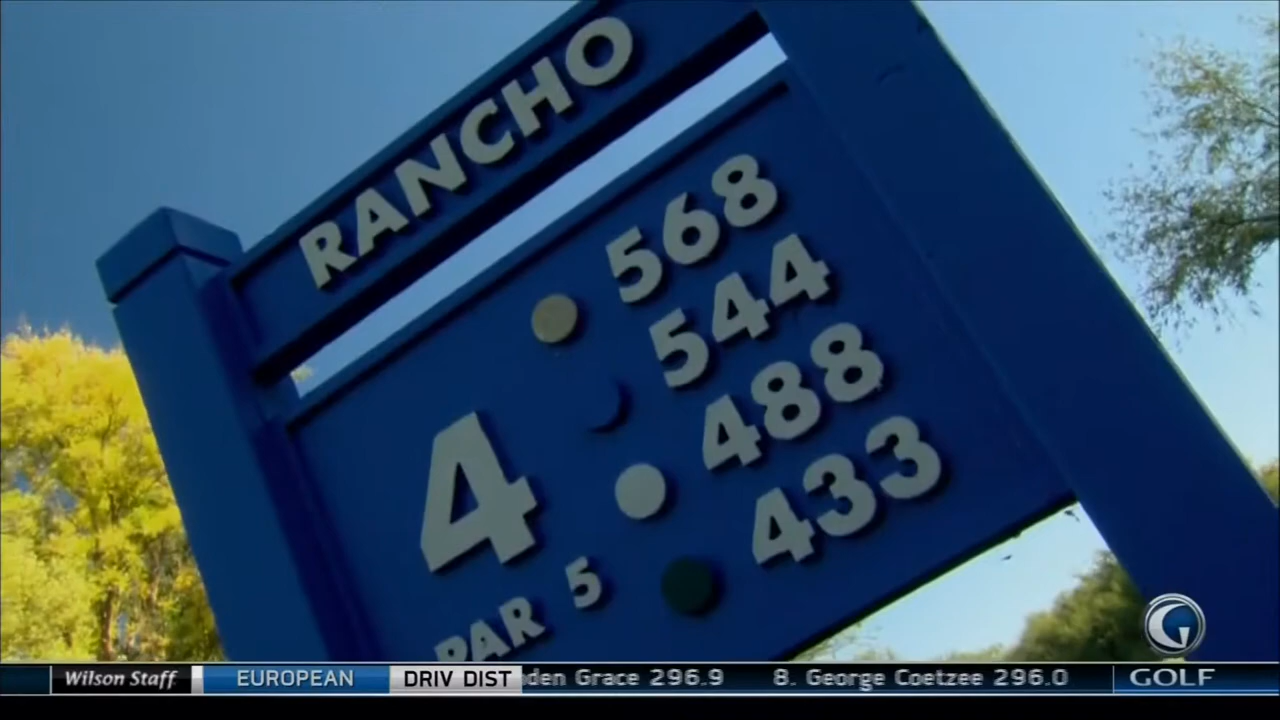 RANCHO
568
544
488
433
4
PAR 5
Wilson Staff
EUROPEAN
DRIV DIST
Grace 296.9
8. George Coetzee 296.0
GOLF